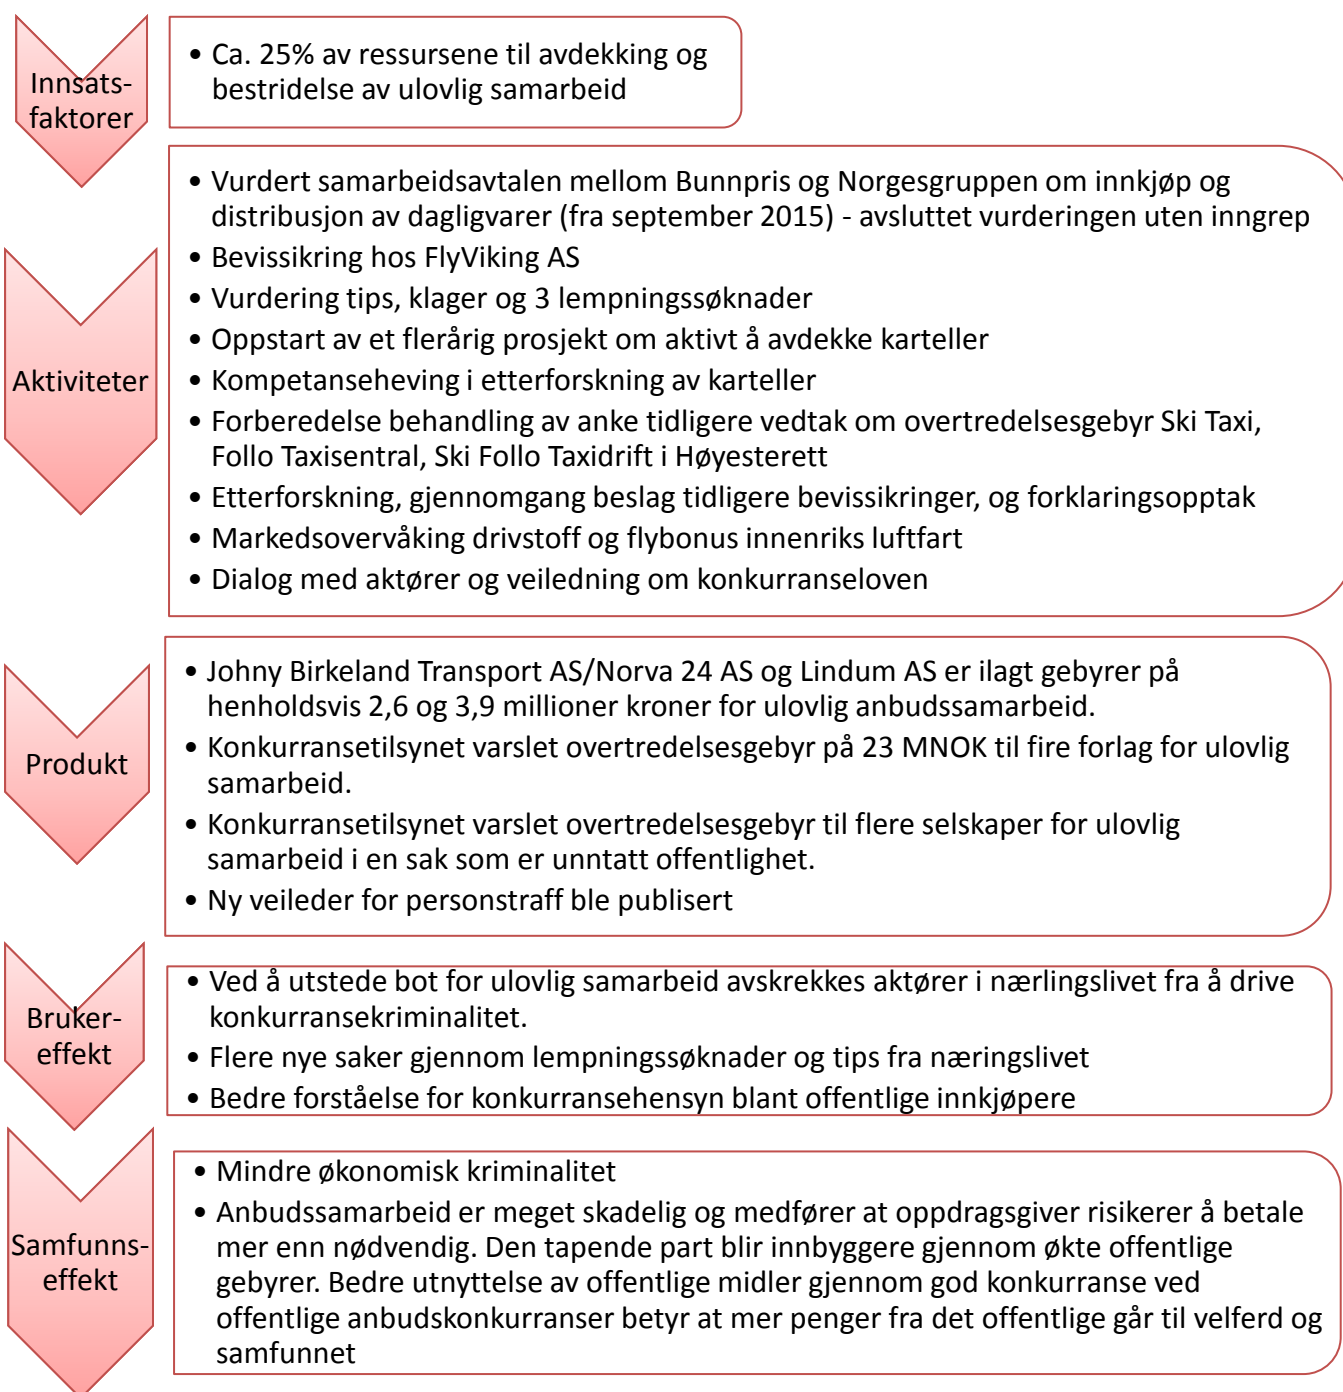 Innsats-
faktorer
• Ca. 25% av ressursene til avdekking og
bestridelse av ulovlig samarbeid
Aktiviteter
• Vurdert samarbeidsavtalen mellom Bunnpris og Norgesgruppen om innkjøp og
distribusjon av dagligvarer (fra september 2015) - avsluttet vurderingen uten inngrep
• Bevissikring hos FlyViking AS
• Vurdering tips, klager og 3 lempningssøknader
• Oppstart av et flerårig prosjekt om aktivt å avdekke karteller
• Kompetanseheving i etterforskning av karteller
• Forberedelse behandling av anke tidligere vedtak om overtredelsesgebyr Ski Taxi,
Follo Taxisentral, Ski Follo Taxidrift i Høyesterett
• Etterforskning, gjennomgang beslag tidligere bevissikringer, og forklaringsopptak
• Markedsovervåking drivstoff og flybonus innenriks luftfart
• Dialog med aktører og veiledning om konkurranseloven
Produkt
• Johny Birkeland Transport AS/Norva 24 AS og Lindum AS er ilagt gebyrer på
henholdsvis 2,6 og 3,9 millioner kroner for ulovlig anbudssamarbeid.
• Konkurransetilsynet varslet overtredelsesgebyr på 23 MNOK til fire forlag for ulovlig
samarbeid.
• Konkurransetilsynet varslet overtredelsesgebyr til flere selskaper for ulovlig
samarbeid i en sak som er unntatt offentlighet.
• Ny veileder for personstraff ble publisert
Bruker-
effekt
• Ved å utstede bot for ulovlig samarbeid avskrekkes aktører i nærlingslivet fra å drive
konkurransekriminalitet.
• Flere nye saker gjennom lempningssøknader og tips fra næringslivet
• Bedre forståelse for konkurransehensyn blant offentlige innkjøpere
Samfunns-
effekt
• Mindre økonomisk kriminalitet
• Anbudssamarbeid er meget skadelig og medfører at oppdragsgiver risikerer å betale
mer enn nødvendig. Den tapende part blir innbyggere gjennom økte offentlige
gebyrer. Bedre utnyttelse av offentlige midler gjennom god konkurranse ved
offentlige anbudskonkurranser betyr at mer penger fra det offentlige går til velferd og
samfunnet